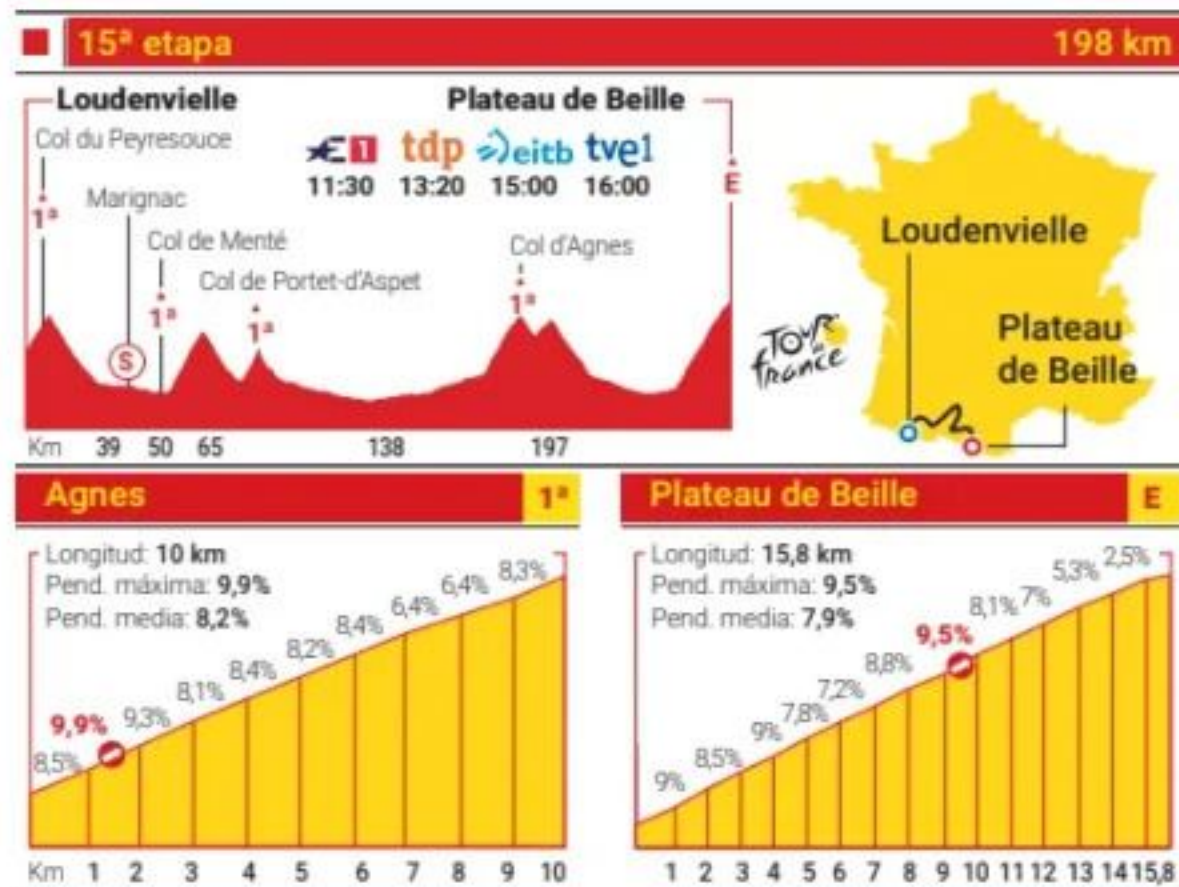 15ª etapa 198 km
Loudenvielle Plateau de Beille
Col du Peyresouce
1ª
Marignac
S
Col de Menté
1ª
Col de Portet-d'Aspet
1ª
Col d'Agnes
1ª
E
E1 tdp eitb tve1
11:30 13:20 15:00 16:00
Km 39 50 65 138 197
Loudenvielle
Plateau
de Beille
TOUR
de
france
Agnes 1ª
Longitud: 10 km
Pend. máxima: 9,9%
Pend. media: 8,2%
8,5% 9,9% 9,3% 8,1% 8,4% 8,2% 8,4% 6,4% 6,4% 8,3%
Km 1 2 3 4 5 6 7 8 9 10
Plateau de Beille E
Longitud: 15,8 km
Pend. máxima: 9,5%
Pend. media: 7,9%
9% 8,5% 9% 7,8% 7,2% 8,8% 9,5% 8,1% 7% 5,3% 2,5%
1 2 3 4 5 6 7 8 9 10 11 12 13 14 15,8